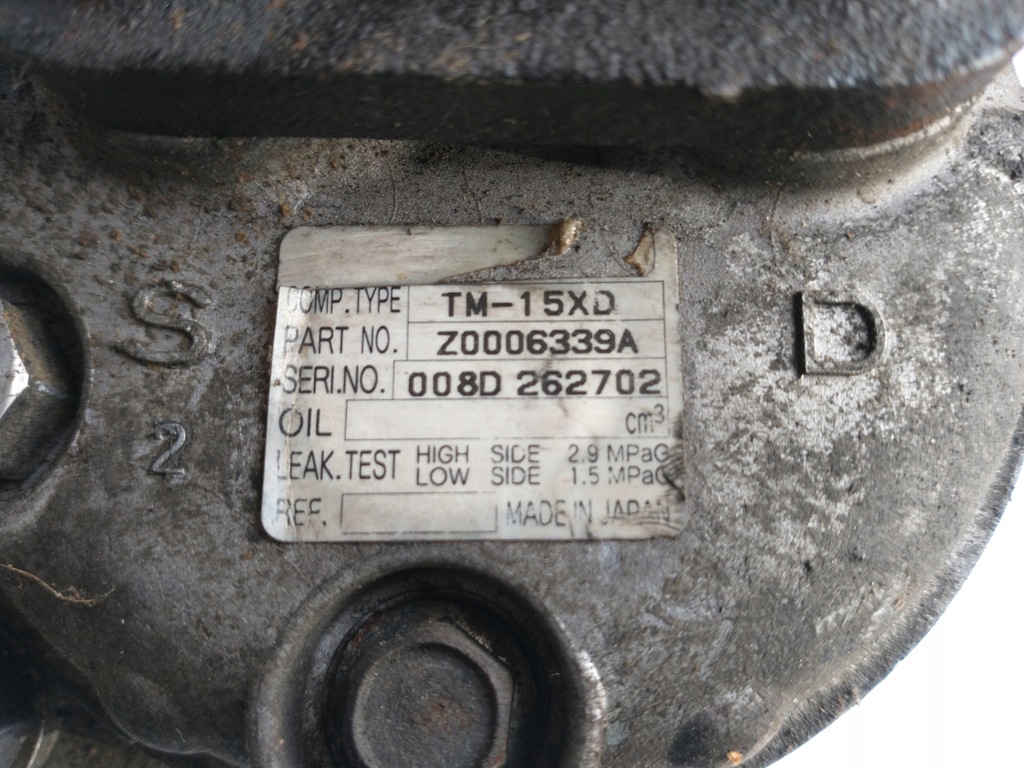 COMP.TYPE TM-15XD
PART NO. Z0006339A
SERI.NO. 008D 262702
OIL cm³
LEAK.TEST HIGH SIDE 2.9 MPaG
LOW SIDE 1.5 MPaG
REF. MADE IN JAPAN
S
2
D